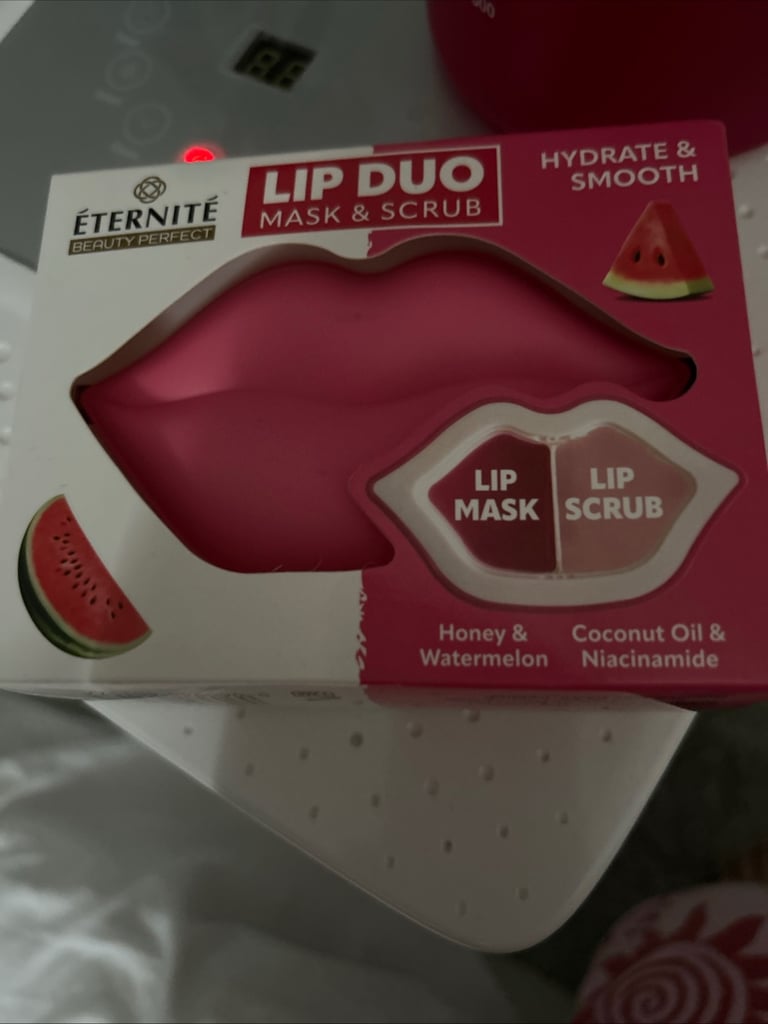 ÉTERNITÉ
BEAUTY PERFECT
LIP DUO
MASK & SCRUB
HYDRATE &
SMOOTH
LIP
MASK
LIP
SCRUB
Honey &
Watermelon
Coconut Oil &
Niacinamide